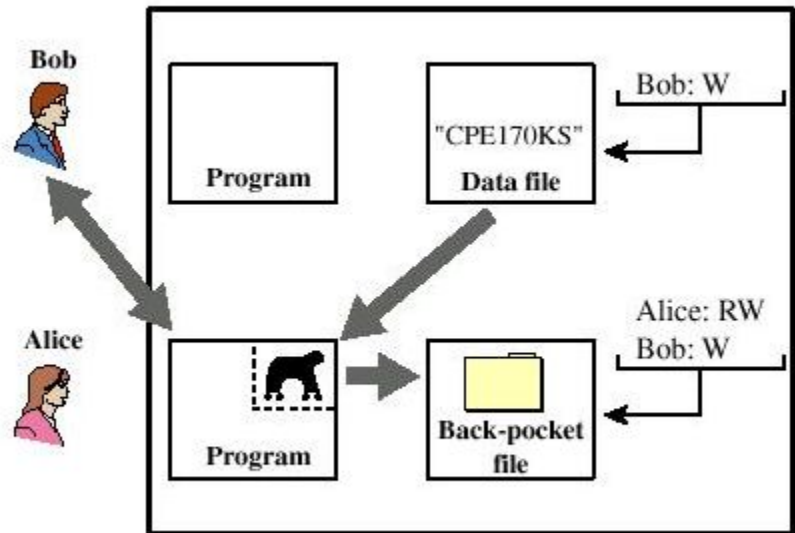 Bob
Program
"CPE170KS"
Data file
Bob: W
Alice
Program
Back-pocket
file
Alice: RW
Bob: W